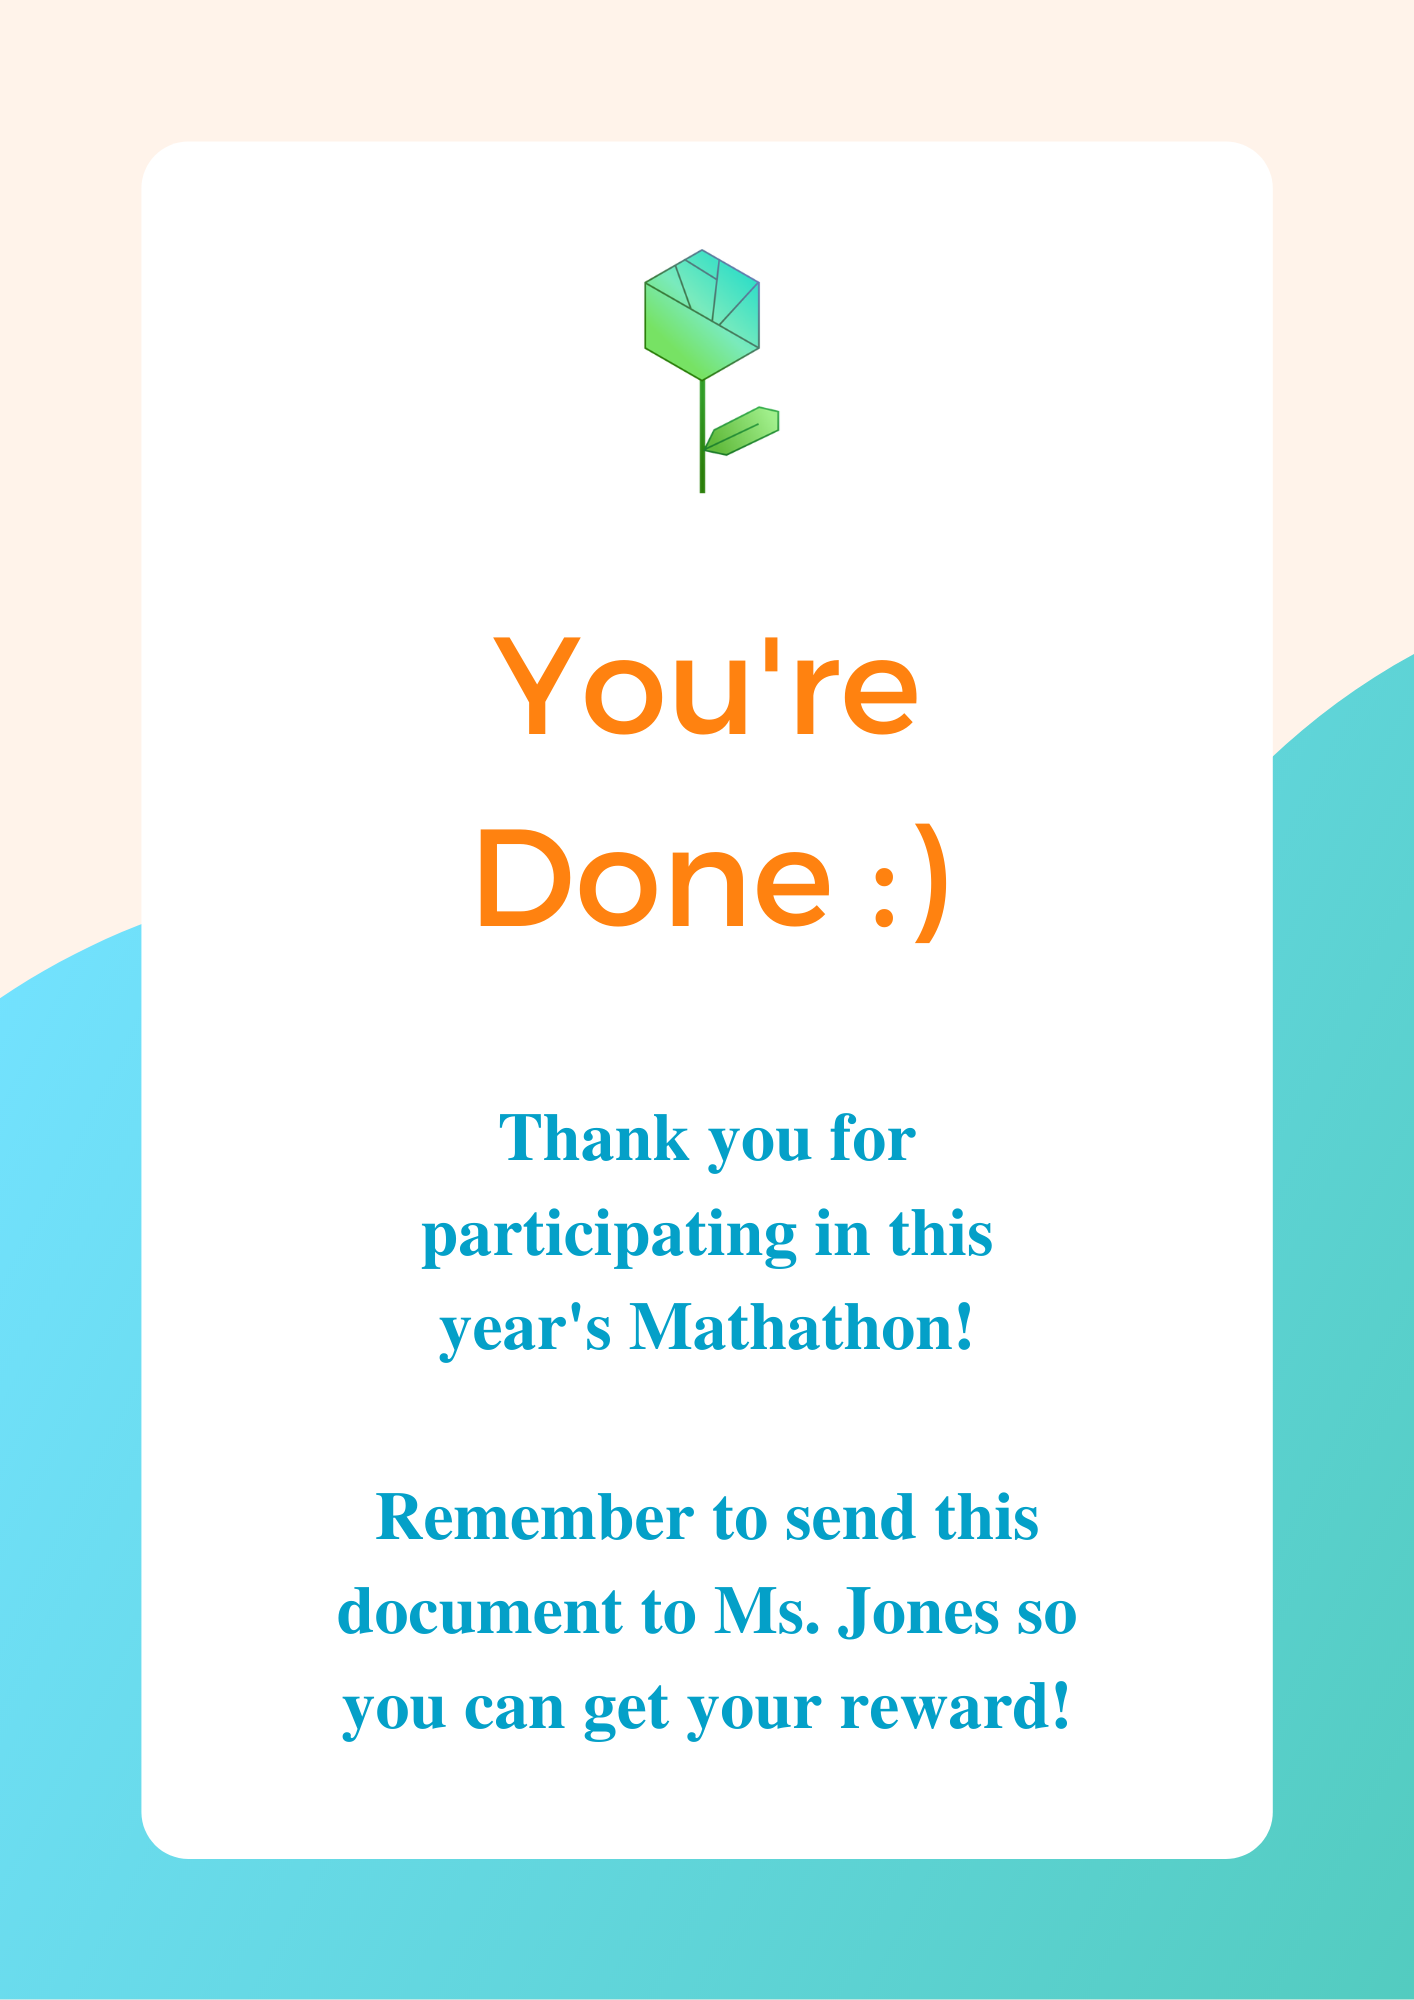 You're
Done :)
Thank you for
participating in this
year's Mathathon!
Remember to send this
document to Ms. Jones so
you can get your reward!